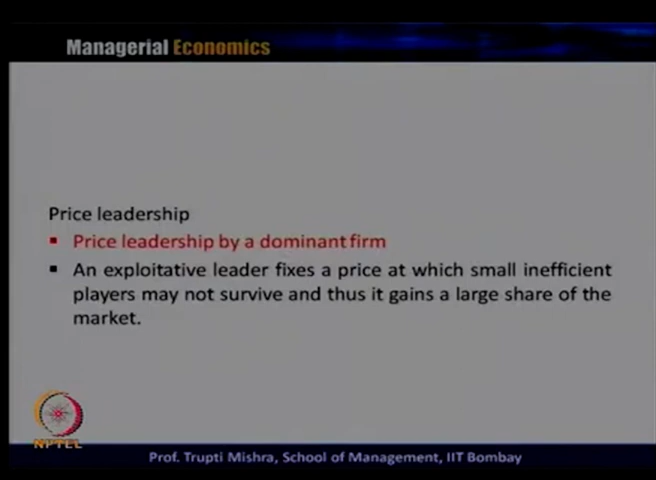 Managerial Economics
Price leadership
Price leadership by a dominant firm
An exploitative leader fixes a price at which small inefficient
players may not survive and thus it gains a large share of the
market.
NPTEL
Prof. Trupti Mishra, School of Management, IIT Bombay